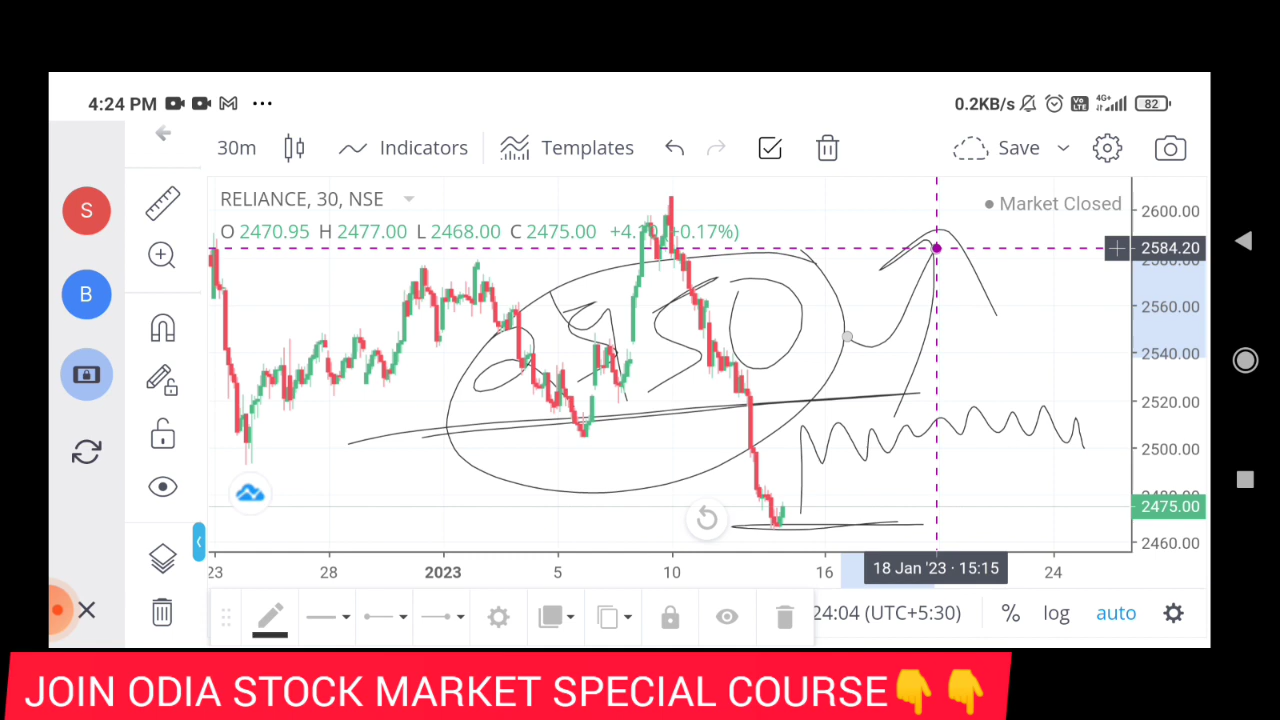 4:24 PM ... 0.2KB/s VoLTE 4G+ 82
30m Indicators Templates Save
S
B
RELIANCE, 30, NSE
Market Closed
O 2470.95 H 2477.00 L 2468.00 C 2475.00
2600.00
2584.20
2560.00
2540.00
2520.00
2500.00
2475.00
2460.00
23 28 2023 5 10 16 24
18 Jan '23 · 15:15
24:04 (UTC+5:30) % log auto
JOIN ODIA STOCK MARKET SPECIAL COURSE👇👇